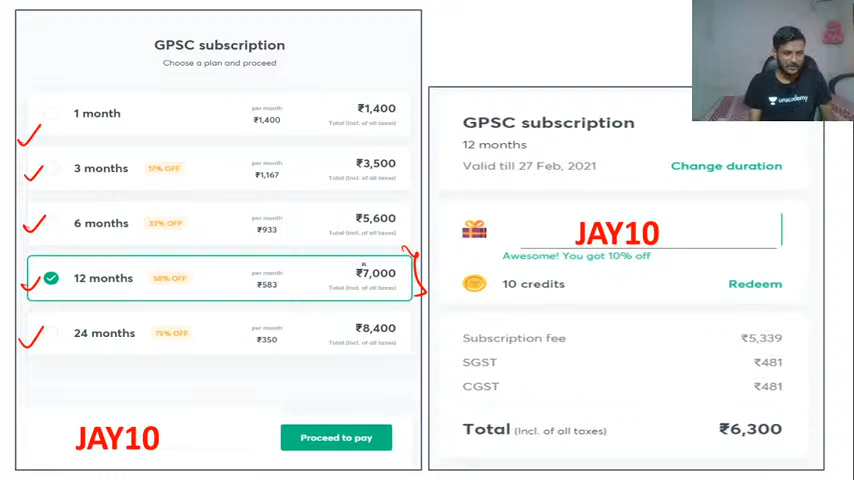 GPSC subscription
Choose a plan and proceed
1 month
per month
₹1,400
₹1,400
Total (Incl. of all taxes)
3 months
17% OFF
per month
₹1,167
₹3,500
Total (Incl. of all taxes)
6 months
33% OFF
per month
₹933
₹5,600
Total (Incl. of all taxes)
12 months
58% OFF
per month
₹583
₹7,000
Total (Incl. of all taxes)
24 months
75% OFF
per month
₹350
₹8,400
Total (Incl. of all taxes)
JAY10
Proceed to pay
unacademy
GPSC subscription
12 months
Valid till 27 Feb, 2021
Change duration
JAY10
Awesome! You got 10% off
10 credits
Redeem
Subscription fee
₹5,339
SGST
₹481
CGST
₹481
Total (Incl. of all taxes)
₹6,300